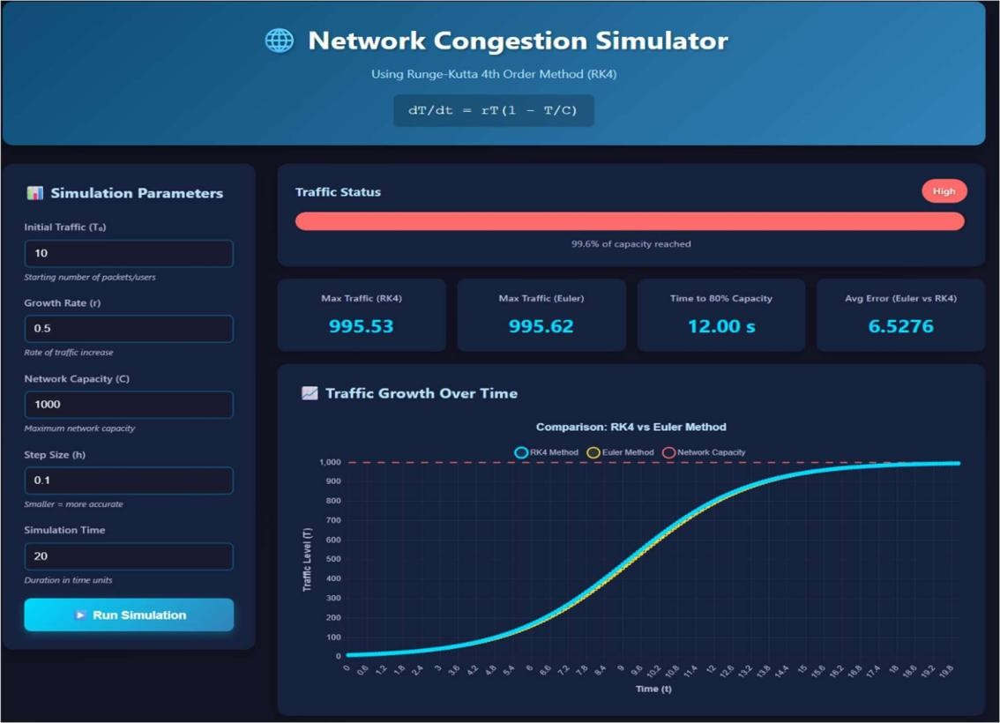 Network Congestion Simulator
Using Runge-Kutta 4th Order Method (RK4)
dT/dt = rT(1 - T/C)
Simulation Parameters
Initial Traffic (T₀)
10
Starting number of packets/users
Growth Rate (r)
0.5
Rate of traffic increase
Network Capacity (C)
1000
Maximum network capacity
Step Size (h)
0.1
Smaller = more accurate
Simulation Time
20
Duration in time units
Run Simulation
Traffic Status
High
99.6% of capacity reached
Max Traffic (RK4)
995.53
Max Traffic (Euler)
995.62
Time to 80% Capacity
12.00 s
Avg Error (Euler vs RK4)
6.5276
Traffic Growth Over Time
Comparison: RK4 vs Euler Method
RK4 Method Euler Method Network Capacity
1,000
900
800
700
600
500
400
300
200
100
0
Traffic Level (T)
0 0.6 1.2 1.8 2.4 3 3.6 4.2 4.8 5.4 6 6.6 7.2 7.8 8.4 9 9.6 10.2 10.8 11.4 12 12.6 13.2 13.8 14.4 15 15.6 16.2 16.8 17.4 18 18.6 19.2 19.8
Time (t)